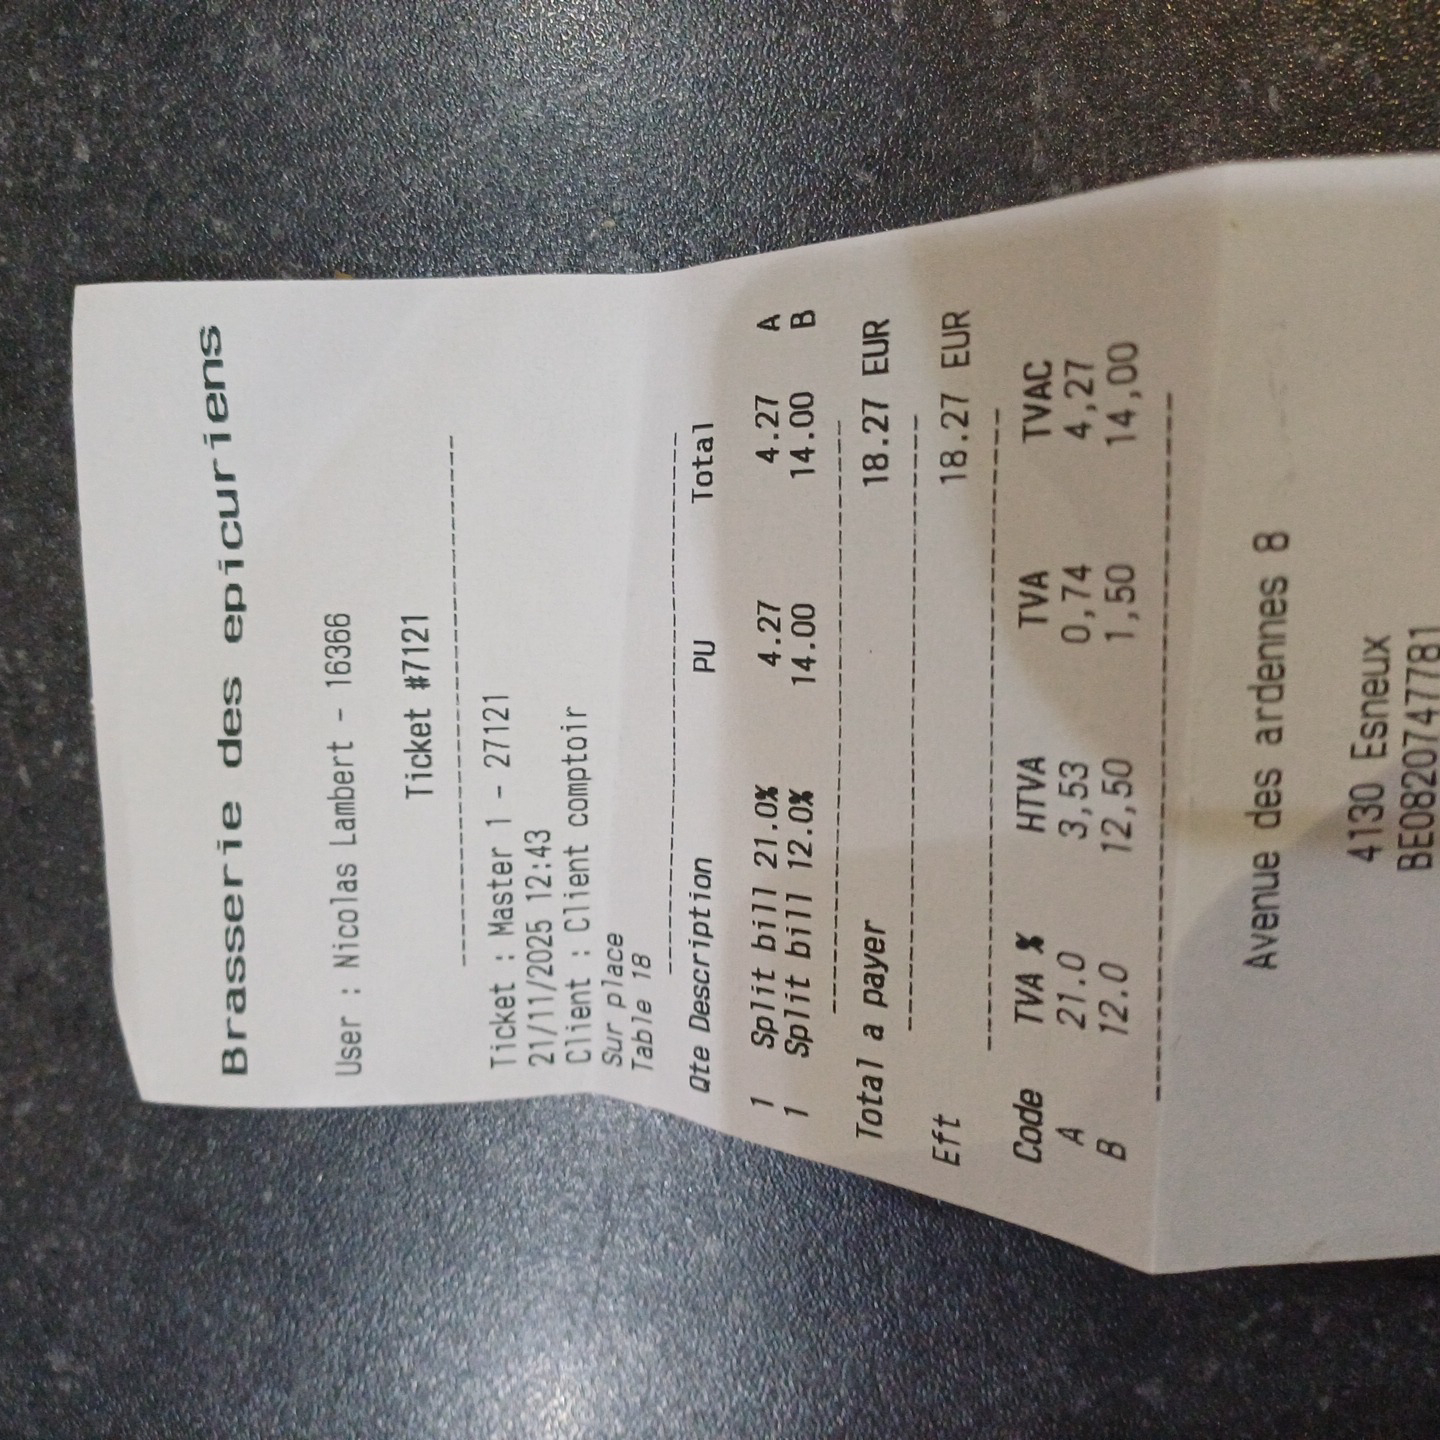 Brasserie des epicuriens
User : Nicolas Lambert - 16366
Ticket #7121
Ticket : Master 1 - 27121
21/11/2025 12:43
Client : Client comptoir
Sur place
Table 18
Qte Description PU Total
1 Split bill 21.0% 4.27 4.27 A
1 Split bill 12.0% 14.00 14.00 B
Total a payer 18.27 EUR
Eft 18.27 EUR
Code TVA % HTVA TVA TVAC
A 21.0 3,53 0,74 4,27
B 12.0 12,50 1,50 14,00
Avenue des ardennes 8
4130 Esneux
BE0820747781